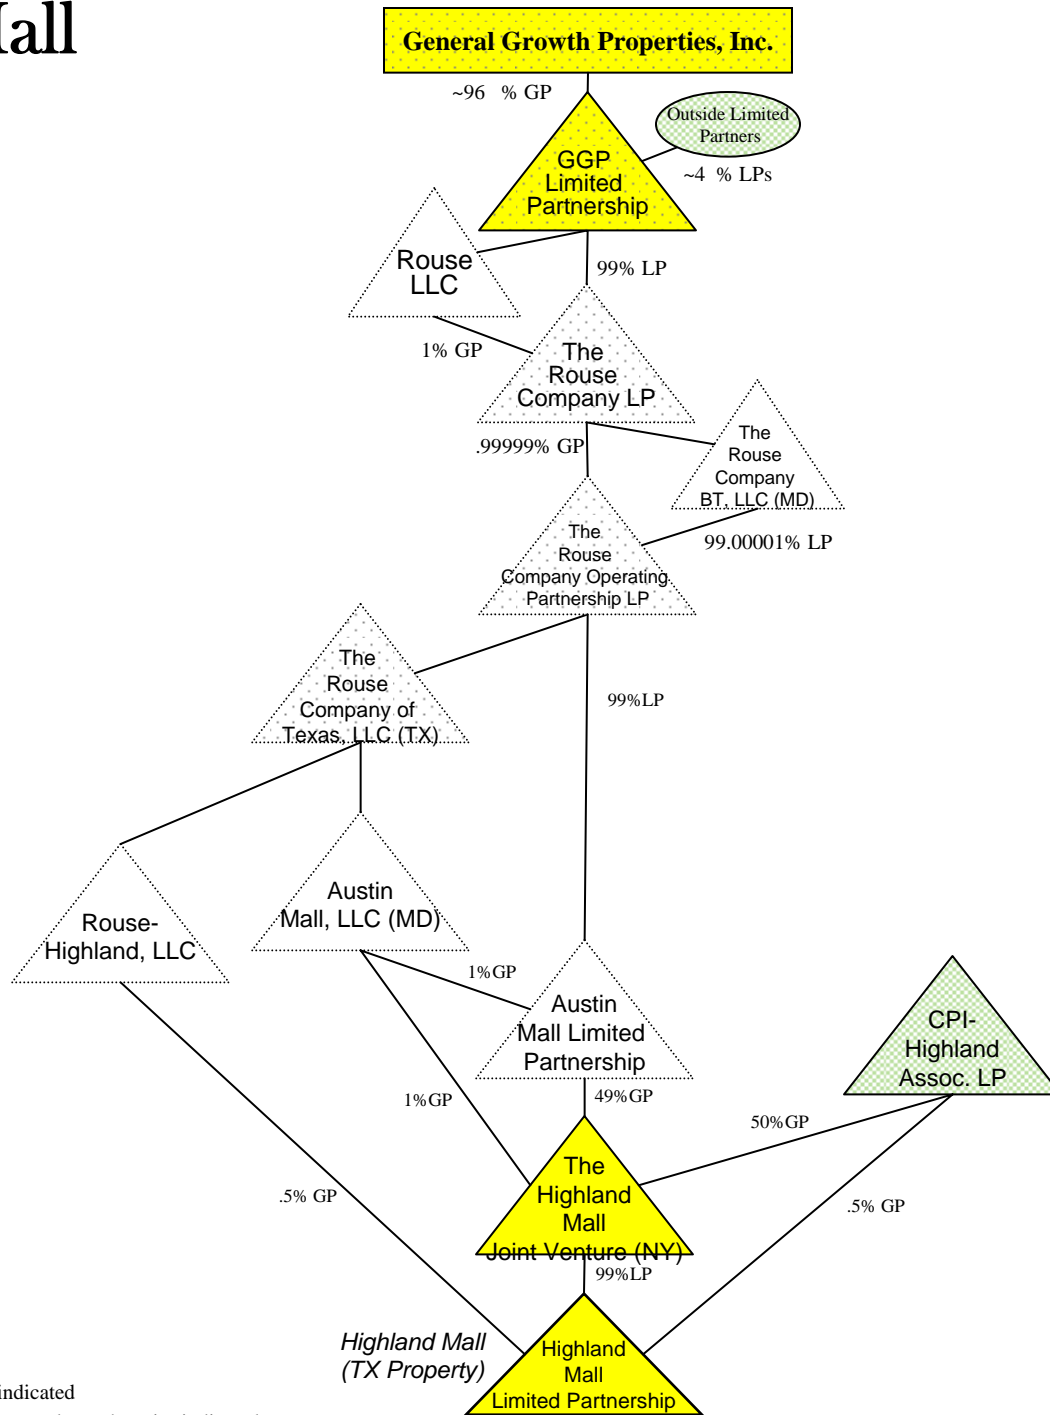 Mall
General Growth Properties, Inc.
~96 % GP
Outside Limited
Partners
GGP
Limited
Partnership
~4 % LPs
Rouse
LLC
99% LP
1% GP
The
Rouse
Company LP
.99999% GP
The
Rouse
Company
BT, LLC (MD)
99.00001% LP
The
Rouse
Company Operating
Partnership LP
The
Rouse
Company of
Texas, LLC (TX)
99%LP
Austin
Mall, LLC (MD)
Rouse-
Highland, LLC
1%GP
Austin
Mall Limited
Partnership
CPI-
Highland
Assoc. LP
1%GP
49%GP
50%GP
The
Highland
Mall
Joint Venture (NY)
.5% GP
.5% GP
99%LP
Highland Mall
(TX Property)
Highland
Mall
Limited Partnership
indicated